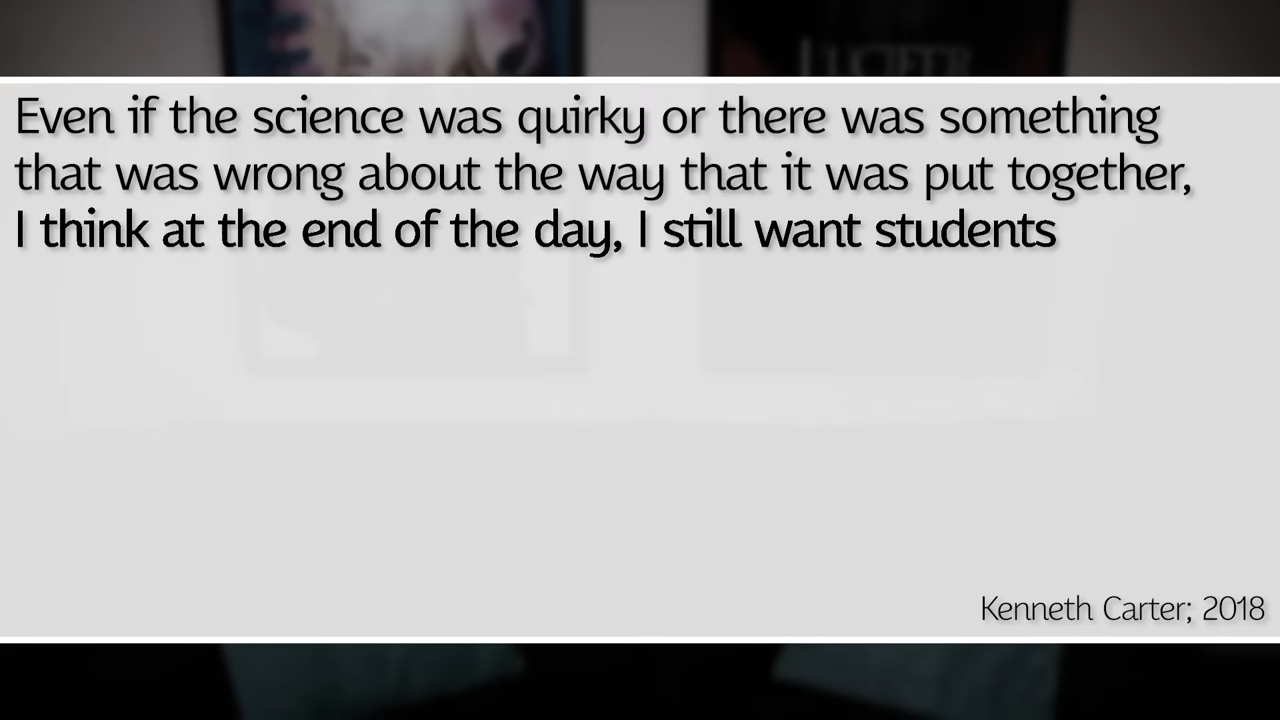 LUCIFER
Even if the science was quirky or there was something
that was wrong about the way that it was put together,
I think at the end of the day, I still want students
Kenneth Carter; 2018